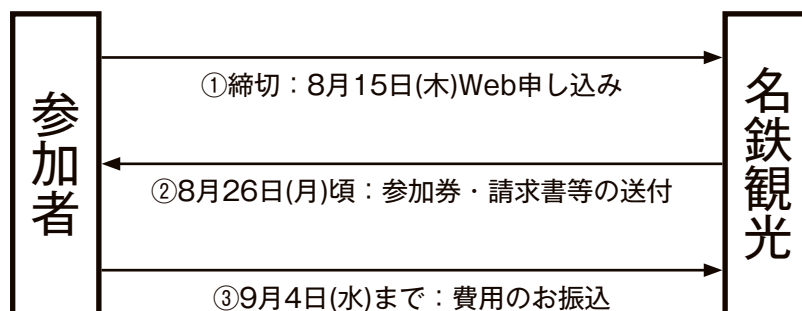 参加者
①締切：8月15日(木)Web申し込み
②8月26日(月)頃：参加券・請求書等の送付
③9月4日(水)まで：費用のお振込
名鉄観光